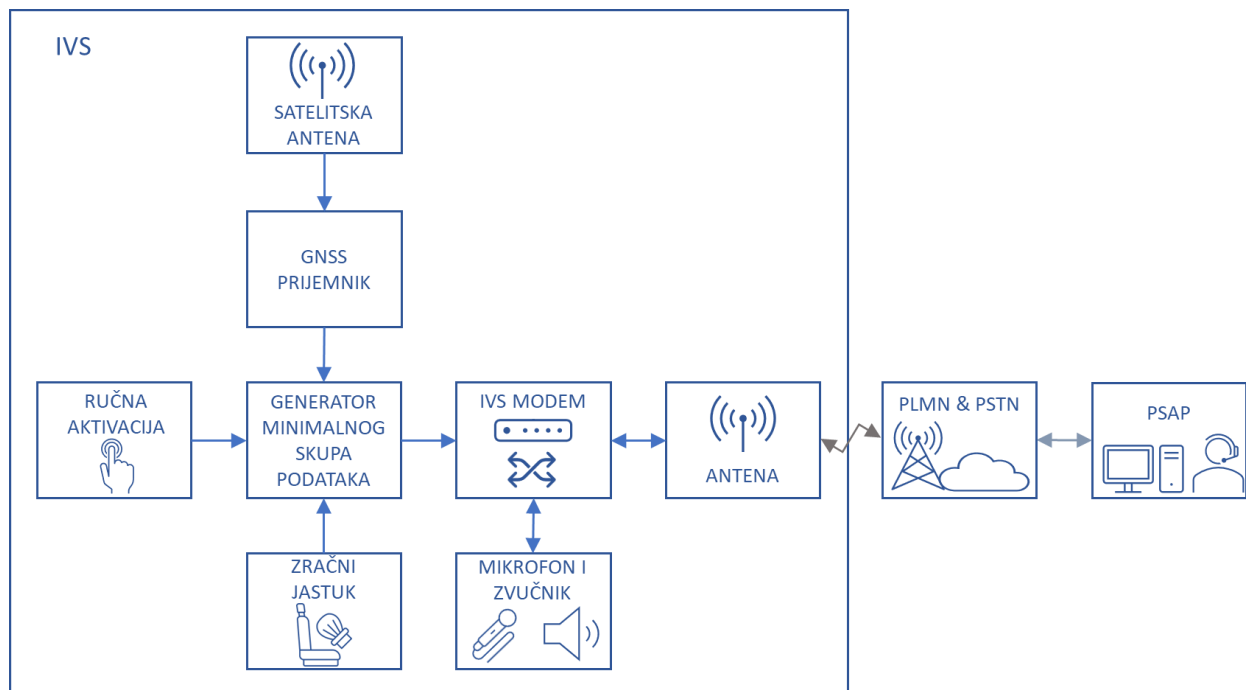 IVS
SATELITSKA
ANTENA
GNSS
PRIJEMNIK
RUČNA
AKTIVACIJA
GENERATOR
MINIMALNOG
SKUPA
PODATAKA
IVS MODEM
ANTENA
PLMN & PSTN
PSAP
ZRAČNI
JASTUK
MIKROFON I
ZVUČNIK